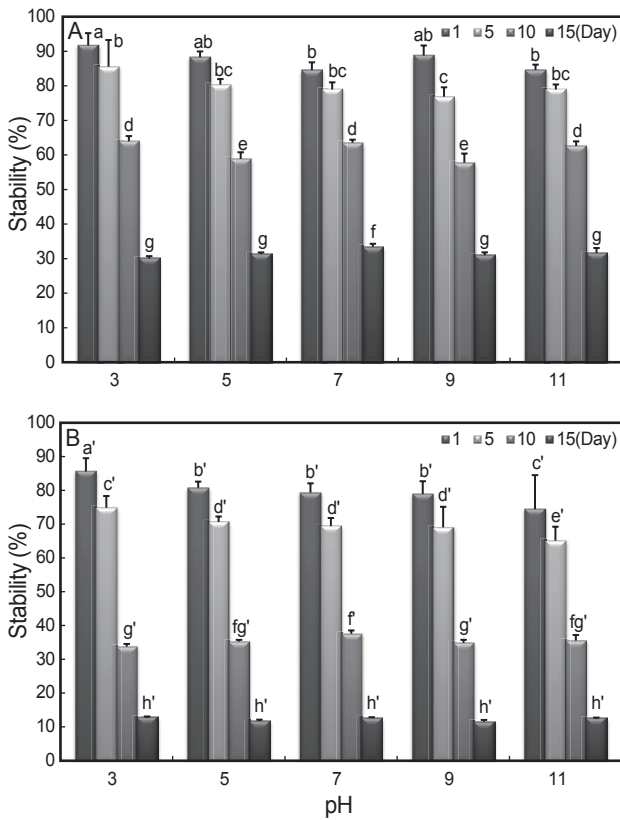 A
1 5 10 15(Day)
100
90
80
70
60
50
40
30
20
10
0
Stability (%)
a b d g
ab bc e g
b bc d f
ab c e g
b bc d g
3 5 7 9 11
B
1 5 10 15(Day)
100
90
80
70
60
50
40
30
20
10
0
Stability (%)
a' c' g' h'
b' d' fg' h'
b' d' f' h'
b' d' g' h'
c' e' fg' h'
3 5 7 9 11
pH